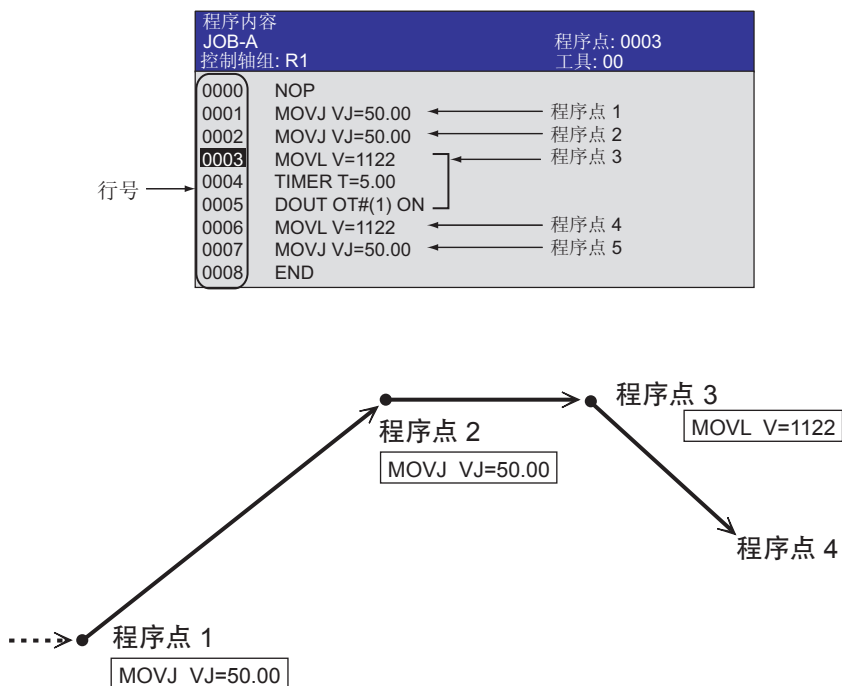 程序内容
JOB-A 程序点: 0003
控制轴组: R1 工具: 00
0000 NOP
0001 MOVJ VJ=50.00 程序点 1
0002 MOVJ VJ=50.00 程序点 2
0003 MOVL V=1122 程序点 3
行号 0004 TIMER T=5.00
0005 DOUT OT#(1) ON
0006 MOVL V=1122 程序点 4
0007 MOVJ VJ=50.00 程序点 5
0008 END
程序点 3
MOVL V=1122
程序点 2
MOVJ VJ=50.00
程序点 4
程序点 1
MOVJ VJ=50.00